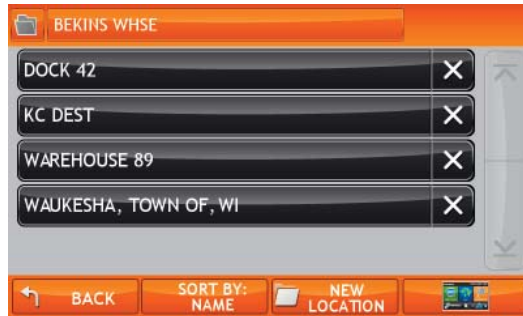 BEKINS WHSE
DOCK 42
KC DEST
WAREHOUSE 89
WAUKESHA, TOWN OF, WI
BACK
SORT BY:
NAME
NEW
LOCATION